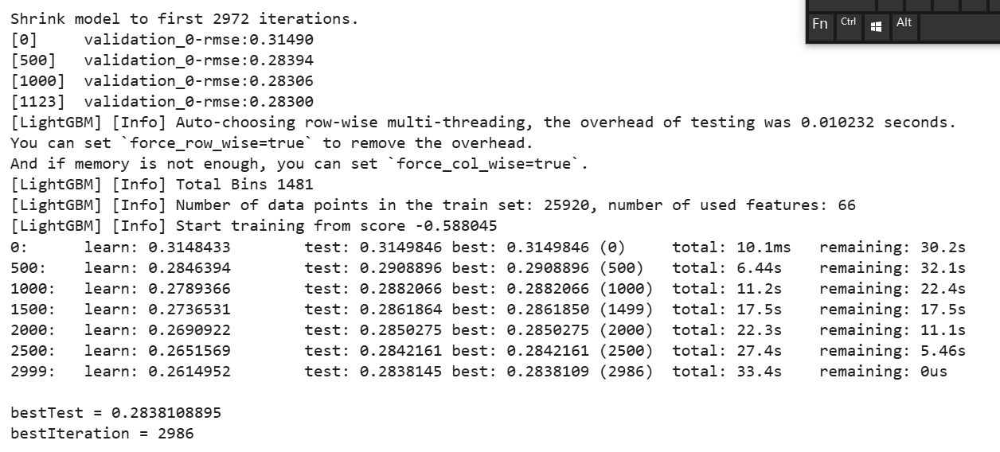 Shrink model to first 2972 iterations.
[0]	validation_0-rmse:0.31490
[500]	validation_0-rmse:0.28394
[1000]	validation_0-rmse:0.28306
[1123]	validation_0-rmse:0.28300
[LightGBM] [Info] Auto-choosing row-wise multi-threading, the overhead of testing was 0.010232 seconds.
You can set `force_row_wise=true` to remove the overhead.
And if memory is not enough, you can set `force_col_wise=true`.
[LightGBM] [Info] Total Bins 1481
[LightGBM] [Info] Number of data points in the train set: 25920, number of used features: 66
[LightGBM] [Info] Start training from score -0.588045
0:	learn: 0.3148433	test: 0.3149846 best: 0.3149846 (0)	total: 10.1ms	remaining: 30.2s
500:	learn: 0.2846394	test: 0.2908896 best: 0.2908896 (500)	total: 6.44s	remaining: 32.1s
1000:	learn: 0.2789366	test: 0.2882066 best: 0.2882066 (1000)	total: 11.2s	remaining: 22.4s
1500:	learn: 0.2736531	test: 0.2861864 best: 0.2861850 (1499)	total: 17.5s	remaining: 17.5s
2000:	learn: 0.2690922	test: 0.2850275 best: 0.2850275 (2000)	total: 22.3s	remaining: 11.1s
2500:	learn: 0.2651569	test: 0.2842161 best: 0.2842161 (2500)	total: 27.4s	remaining: 5.46s
2999:	learn: 0.2614952	test: 0.2838145 best: 0.2838109 (2986)	total: 33.4s	remaining: 0us
bestTest = 0.2838108895
bestIteration = 2986
Fn Ctrl Alt